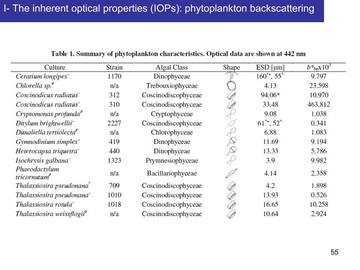 I- The inherent optical properties (IOPs): phytoplankton backscattering
Table 1. Summary of phytoplankton characteristics. Optical data are shown at 442 nm
Culture Strain Algal Class Shape ESD [µm]
Ceratium longipes 1170 Dinophyceae 9.797
Chlorella sp. n/a Trebouxiophyceae 4.13 23.598
Coscinodiscus radiatus 312 Coscinodiscophyceae 94.06* 10.970
Coscinodiscus radiatus 310 Coscinodiscophyceae 33.48 463.812
Cryptomonas profunda n/a Cryptophyceae 9.08 1.038
Ditylum brightwellii 2227 Coscinodiscophyceae 0.341
Dunaliella tertiolecta n/a Chlorophyceae 6.88 1.083
Gymnodinium simplex 419 Dinophyceae 11.69 9.194
Heterocapsa triquetra 440 Dinophyceae 13.33 5.786
Isochrysis galbana 1323 Prymnesiophyceae 3.9 9.982
Phaeodactylum
tricornutum n/a Bacillariophyceae 4.14 2.358
Thalassiosira pseudonana 709 Coscinodiscophyceae 4.2 1.898
Thalassiosira pseudonana 1010 Coscinodiscophyceae 13.93 0.526
Thalassiosira rotula 1018 Coscinodiscophyceae 16.65 10.258
Thalassiosira weissflogii n/a Coscinodiscophyceae 10.64 2.924
55